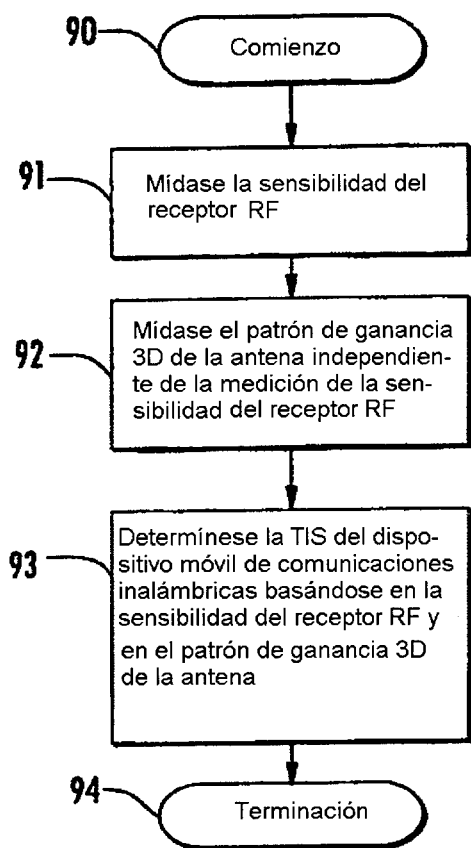 90
Comienzo
91
Mídase la sensibilidad del
receptor RF
92
Mídase el patrón de ganancia
3D de la antena independien-
te de la medición de la sen-
sibilidad del receptor RF
93
Determínese la TIS del dispo-
sitivo móvil de comunicaciones
inalámbricas basándose en la
sensibilidad del receptor RF y
en el patrón de ganancia 3D
de la antena
94
Terminación